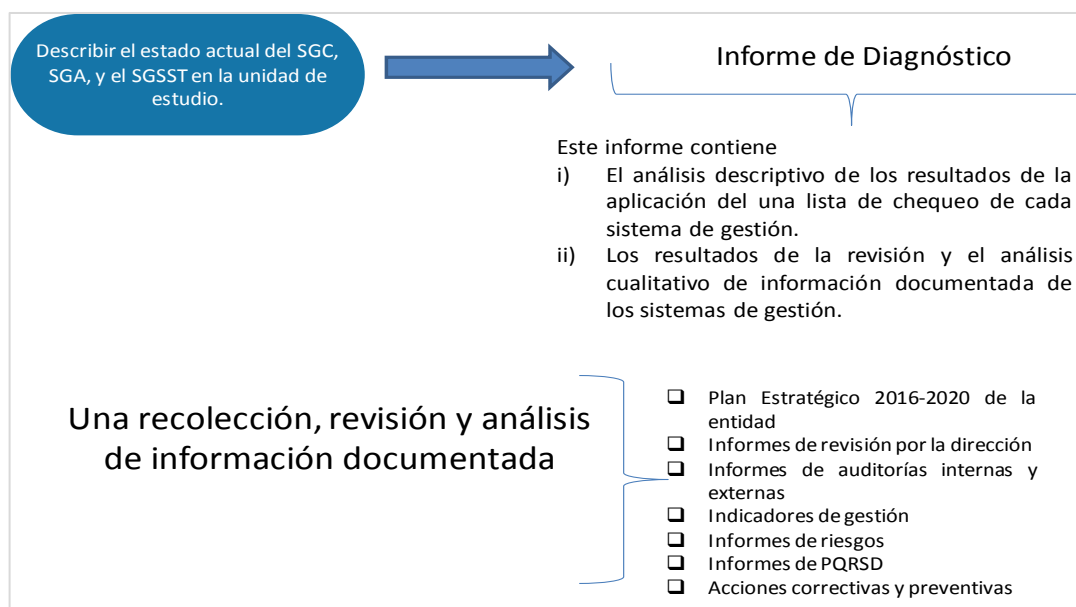 Describir el estado actual del SGC,
SGA, y el SGSST en la unidad de
estudio.
Informe de Diagnóstico
Este informe contiene
i) El análisis descriptivo de los resultados de la
aplicación del una lista de chequeo de cada
sistema de gestión.
ii) Los resultados de la revisión y el análisis
cualitativo de información documentada de
los sistemas de gestión.
Una recolección, revisión y análisis
de información documentada
❑ Plan Estratégico 2016-2020 de la
entidad
❑ Informes de revisión por la dirección
❑ Informes de auditorías internas y
externas
❑ Indicadores de gestión
❑ Informes de riesgos
❑ Informes de PQRSD
❑ Acciones correctivas y preventivas